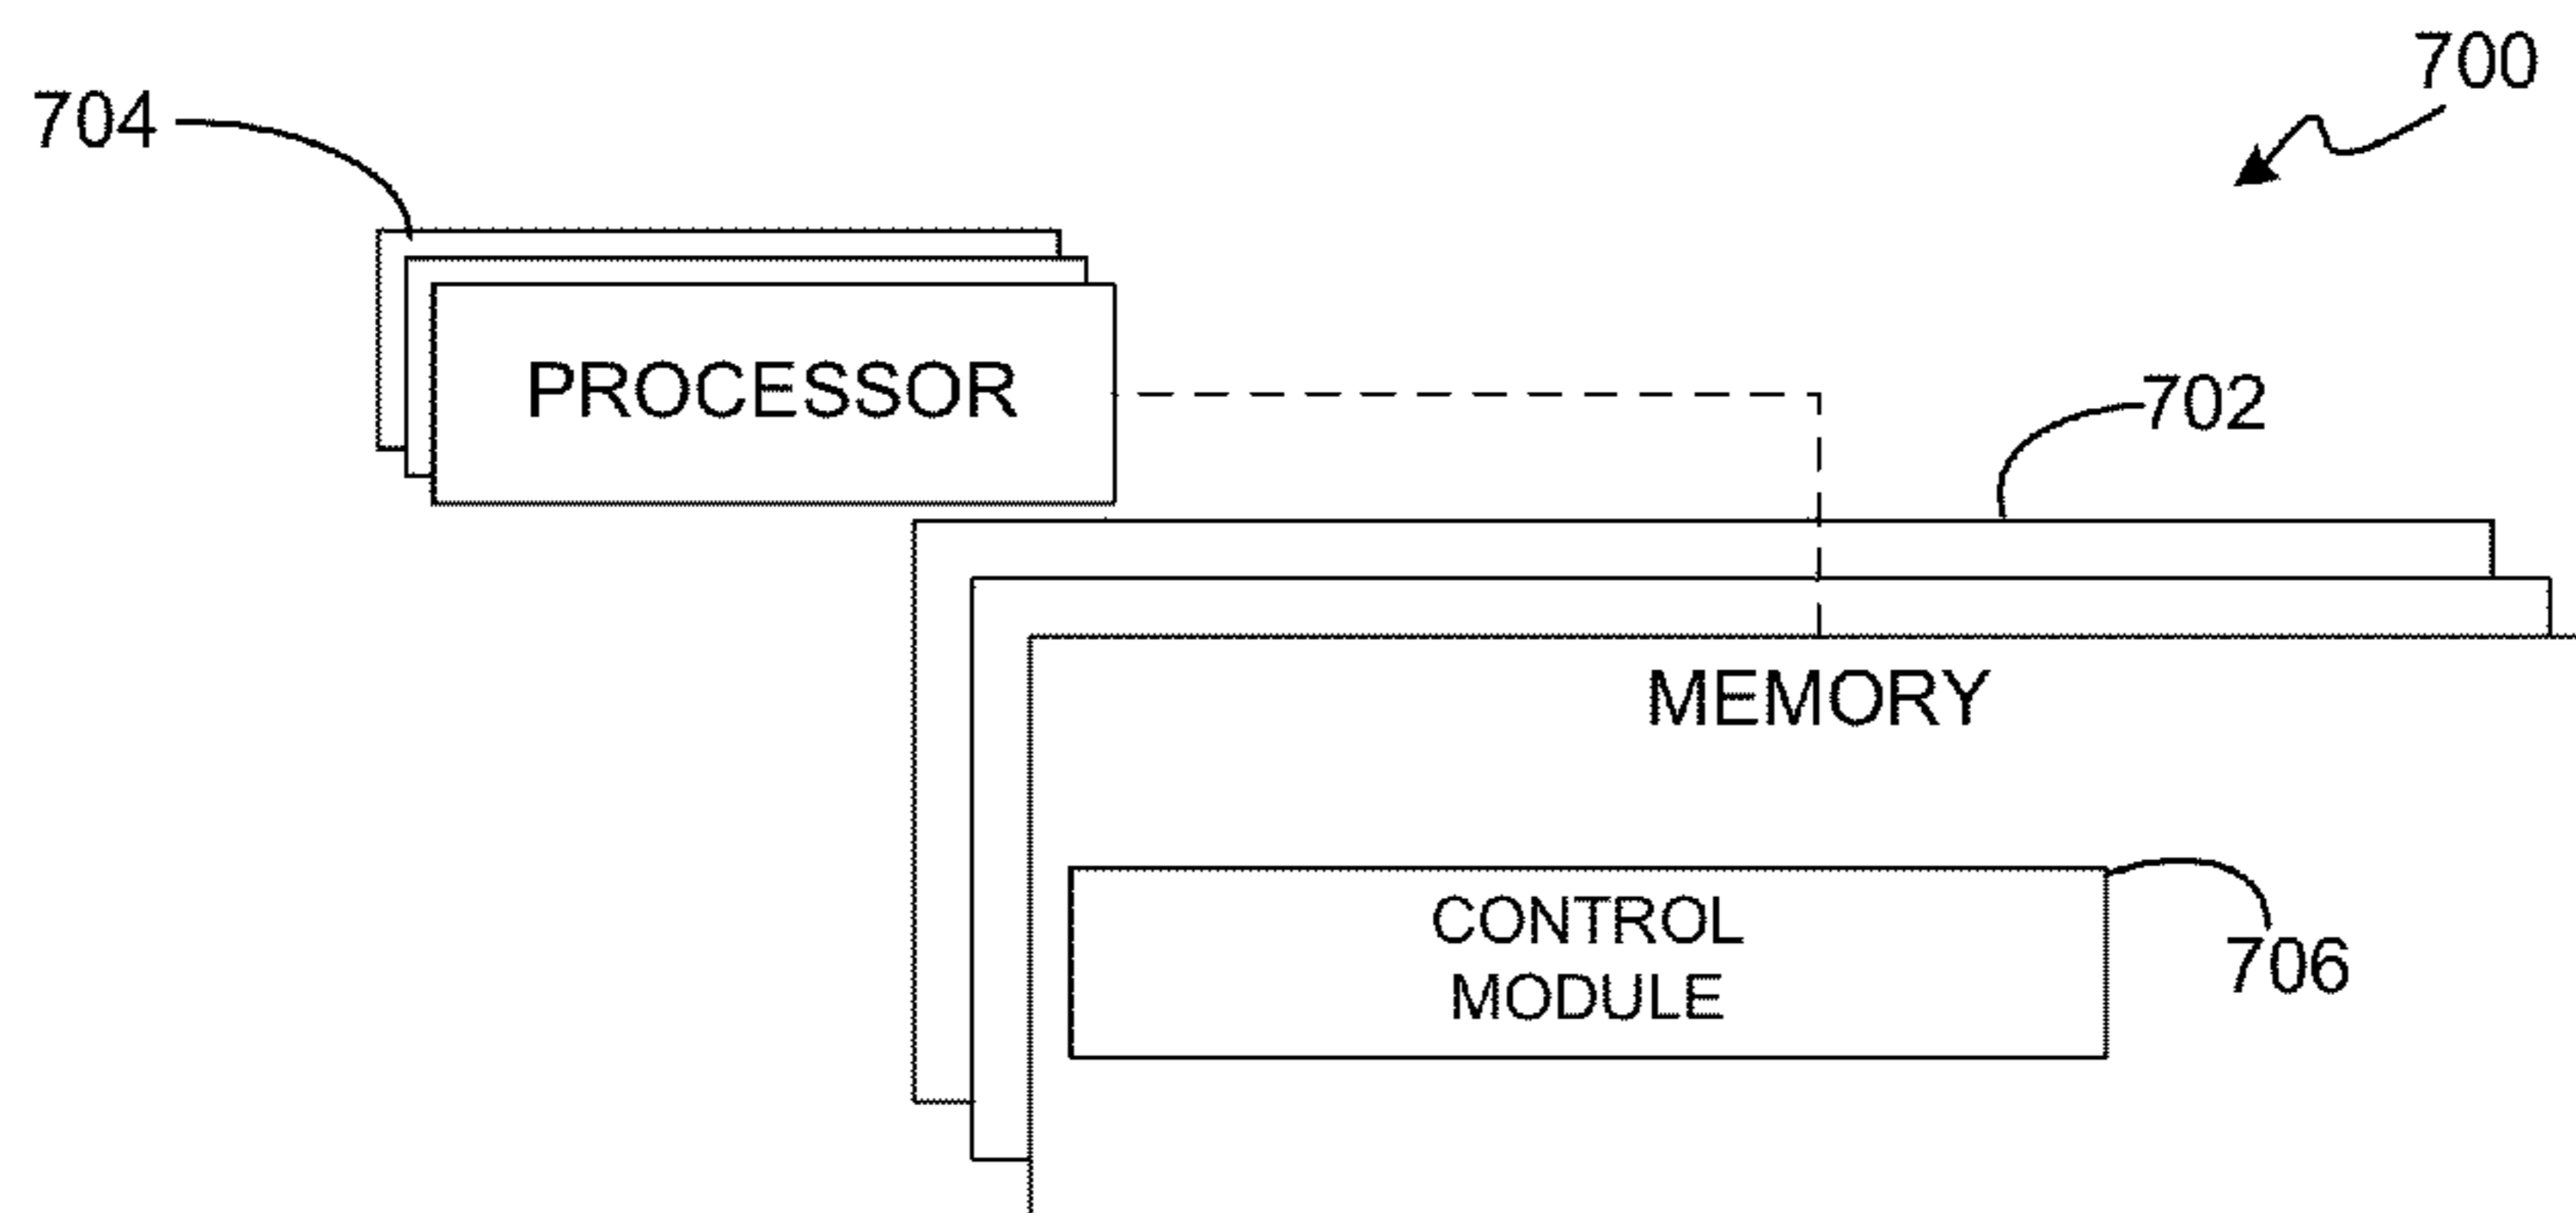 700
704
PROCESSOR
702
MEMORY
CONTROL
MODULE
706